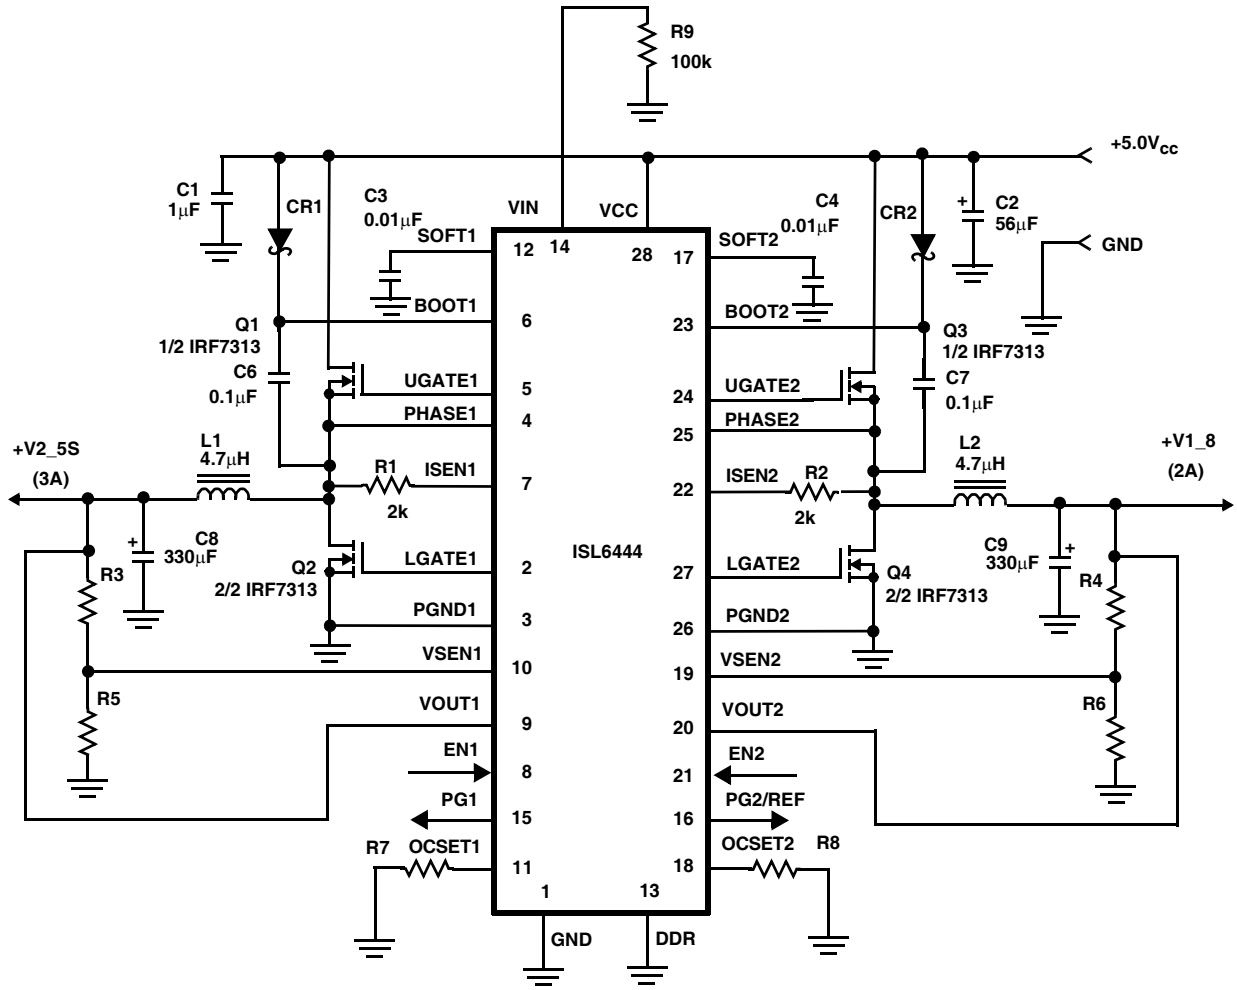 R9
100k
+5.0Vcc
C1
1µF
CR1
C3
0.01µF
VIN
VCC
C4
0.01µF
CR2
C2
56µF
GND
SOFT1
12
14
28
17
SOFT2
BOOT1
6
23
BOOT2
Q1
1/2 IRF7313
C6
0.1µF
Q3
1/2 IRF7313
C7
0.1µF
UGATE1
5
24
UGATE2
PHASE1
4
25
PHASE2
+V2_5S
(3A)
L1
4.7µH
R1
2k
ISEN1
7
22
ISEN2
R2
2k
L2
4.7µH
+V1_8
(2A)
ISL6444
C8
330µF
+
R3
Q2
2/2 IRF7313
LGATE1
2
27
LGATE2
Q4
2/2 IRF7313
C9
330µF
+
R4
PGND1
3
26
PGND2
VSEN1
10
19
VSEN2
R5
R6
VOUT1
9
20
VOUT2
EN1
8
21
EN2
PG1
15
16
PG2/REF
R7
OCSET1
11
18
OCSET2
R8
1
13
GND
DDR
+